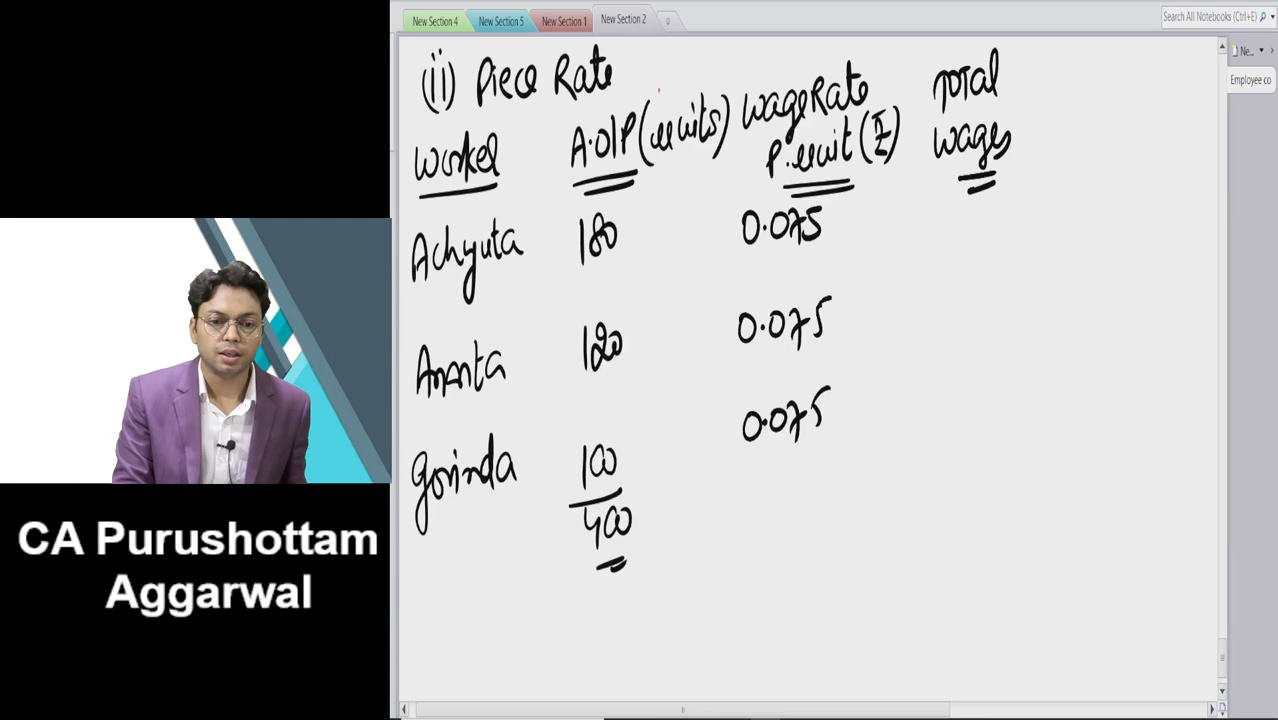 New Section 4 New Section 5 New Section 1 New Section 2
Search All Notebooks (Ctrl+E)
Ne...
Employee co
(ii) Piece Rate
Worker A.O/P (units) Wage Rate P. unit (₹) Total Wages
Achyuta 180 0.075
Ananta 120 0.075
Govinda 100 0.075
400
CA Purushottam
Aggarwal